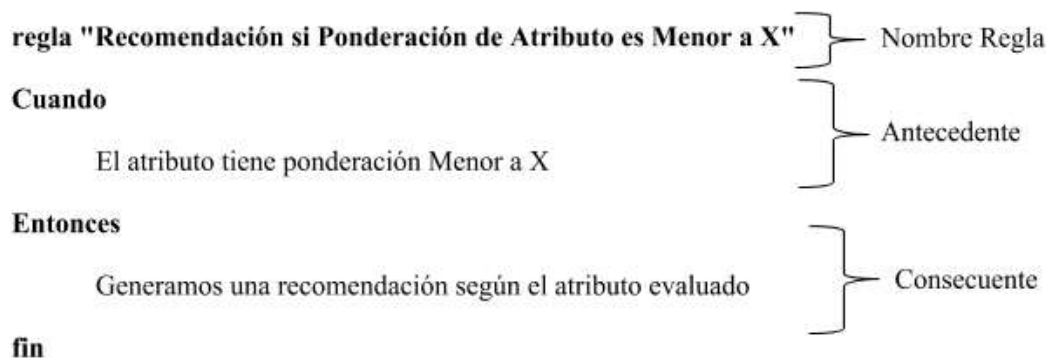 regla "Recomendación si Ponderación de Atributo es Menor a X"
Nombre Regla
Cuando
Antecedente
El atributo tiene ponderación Menor a X
Entonces
Generamos una recomendación según el atributo evaluado
Consecuente
fin